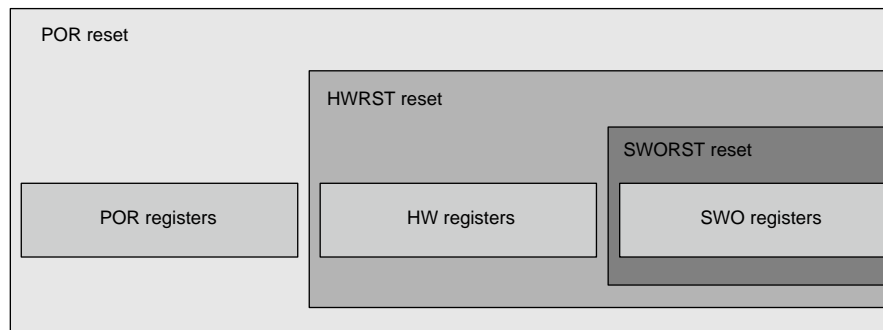 POR reset
HWRST reset
SWORST reset
POR registers
HW registers
SWO registers